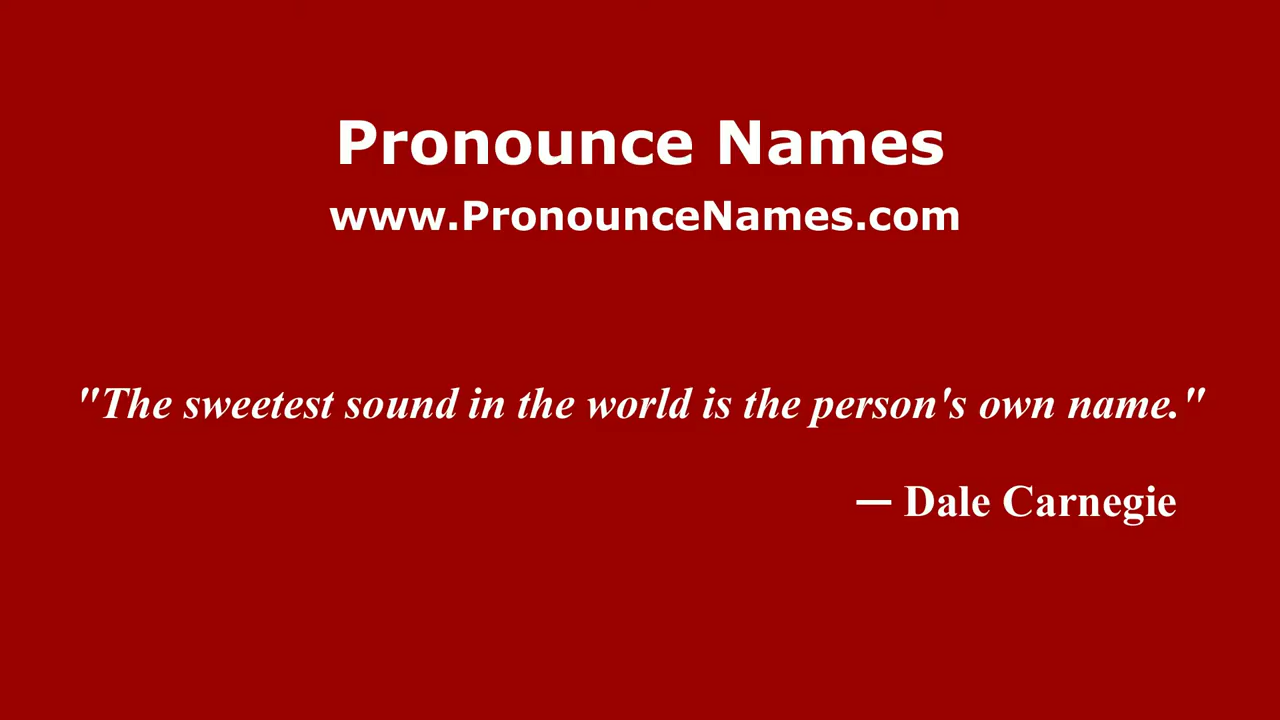 Pronounce Names
www.PronounceNames.com
"The sweetest sound in the world is the person's own name."
— Dale Carnegie